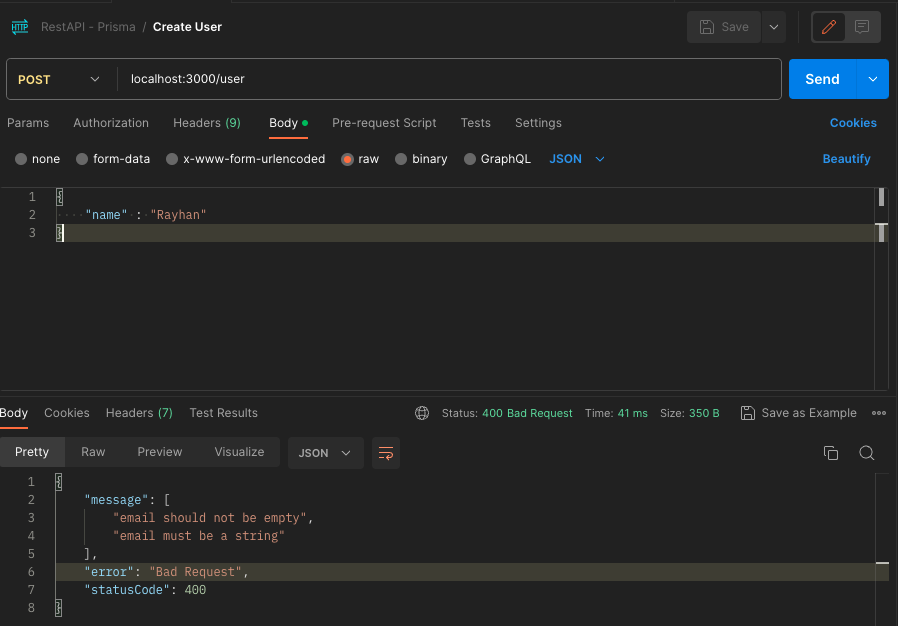 HTTP RestAPI - Prisma / Create User Save
POST localhost:3000/user Send
Params Authorization Headers (9) Body Pre-request Script Tests Settings Cookies
none form-data x-www-form-urlencoded raw binary GraphQL JSON Beautify
1 {
2 "name" : "Rayhan"
3 }
Body Cookies Headers (7) Test Results Status: 400 Bad Request Time: 41 ms Size: 350 B Save as Example
Pretty Raw Preview Visualize JSON
1 {
2 "message": [
3 "email should not be empty",
4 "email must be a string"
5 ],
6 "error": "Bad Request",
7 "statusCode": 400
8 }